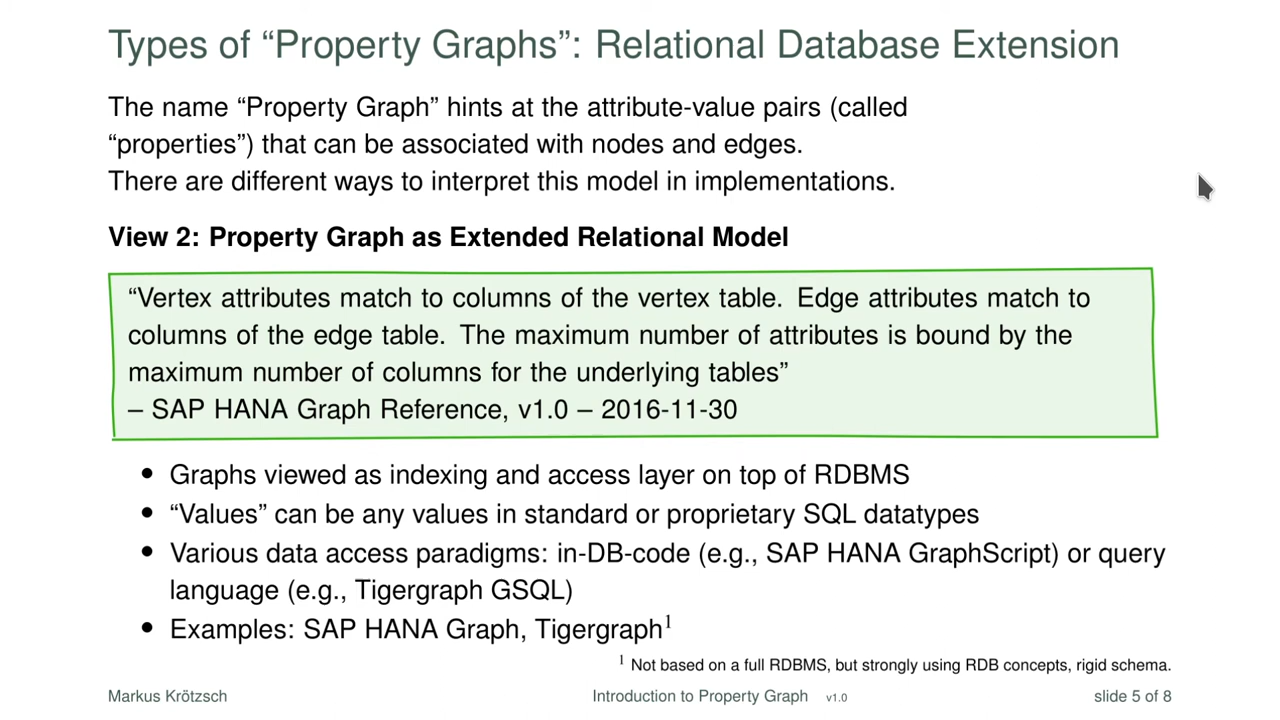 Types of “Property Graphs”: Relational Database Extension
The name “Property Graph” hints at the attribute-value pairs (called
“properties”) that can be associated with nodes and edges.
There are different ways to interpret this model in implementations.
View 2: Property Graph as Extended Relational Model
“Vertex attributes match to columns of the vertex table. Edge attributes match to
columns of the edge table. The maximum number of attributes is bound by the
maximum number of columns for the underlying tables”
– SAP HANA Graph Reference, v1.0 – 2016-11-30
• Graphs viewed as indexing and access layer on top of RDBMS
• “Values” can be any values in standard or proprietary SQL datatypes
• Various data access paradigms: in-DB-code (e.g., SAP HANA GraphScript) or query
language (e.g., Tigergraph GSQL)
• Examples: SAP HANA Graph, Tigergraph¹
¹ Not based on a full RDBMS, but strongly using RDB concepts, rigid schema.
Markus Krötzsch Introduction to Property Graph v1.0 slide 5 of 8